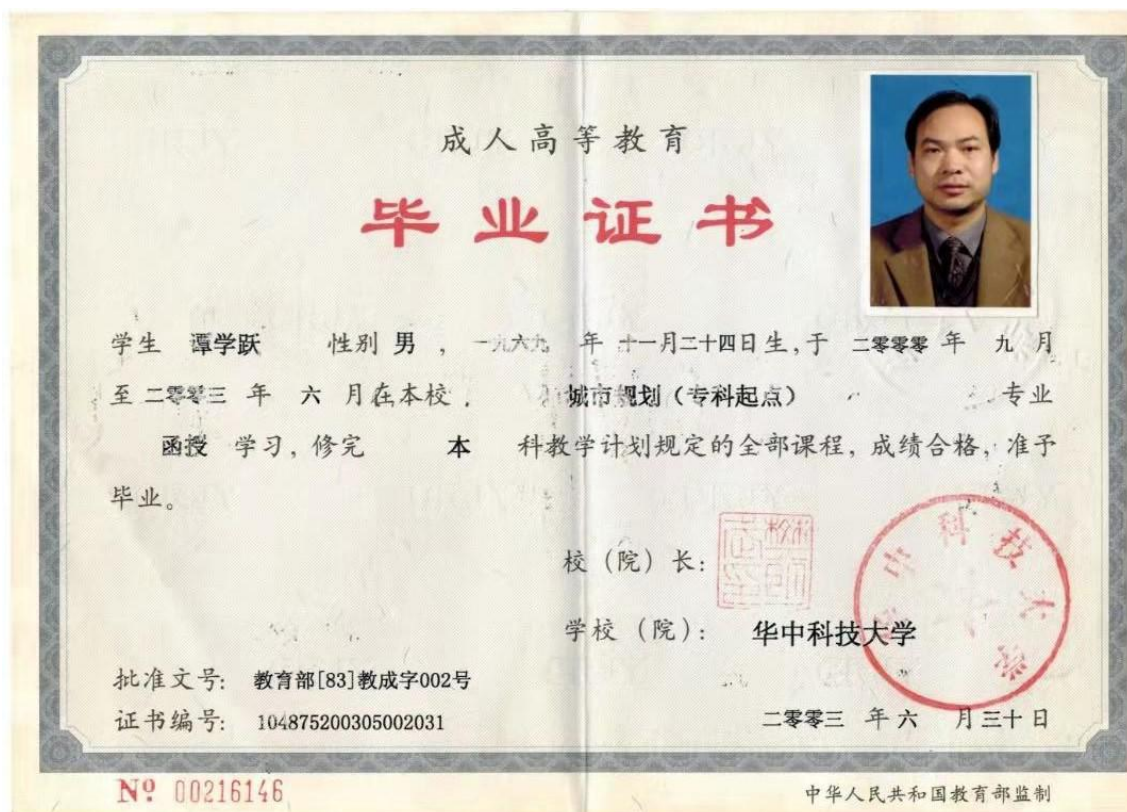 成人高等教育
毕业证书
学生 谭学跃 性别 男 , 一九六九 年 十一月二十四日生, 于 二零零零 年 九 月
至 二零零三 年 六 月在本校 城市规划（专科起点） 专业
函授 学习, 修完 本 科教学计划规定的全部课程, 成绩合格, 准予
毕业。
校（院）长:
学校（院）: 华中科技大学
华中科技大学
批准文号: 教育部[83]教成字002号
证书编号: 104875200305002031
二零零三 年 六 月三十日
№ 00216146
中华人民共和国教育部监制